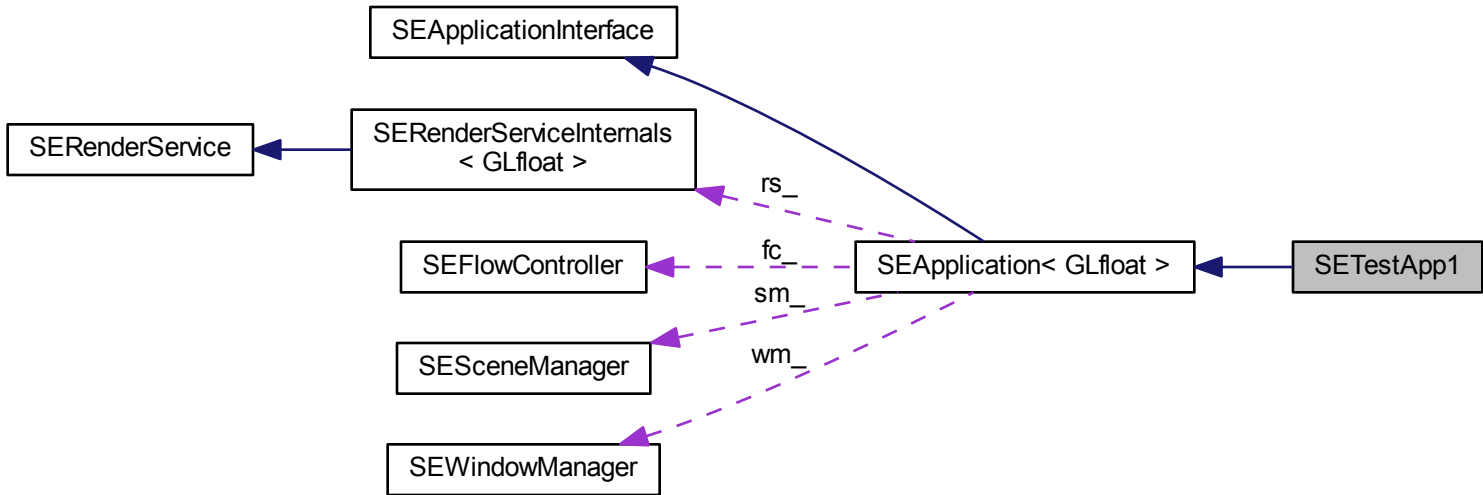 SEApplicationInterface
SERenderService
SERenderServiceInternals
< GLfloat >
rs_
SEFlowController
fc_
SEApplication< GLfloat >
SETestApp1
sm_
SESceneManager
wm_
SEWindowManager